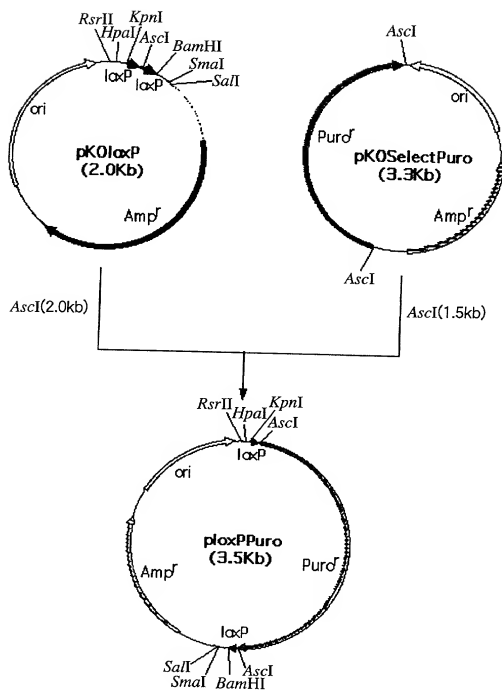 RsrII
HpaI
KpnI
AscI
BamHI
SmaI
SalI
loxP
loxP
ori
pKOloxP
(2.0Kb)
Ampʳ
AscI
ori
Puroʳ
pKOSelectPuro
(3.3Kb)
Ampʳ
AscI
AscI(2.0kb)
AscI(1.5kb)
RsrII
HpaI
KpnI
AscI
loxP
ori
ploxPPuro
(3.5Kb)
Ampʳ
Puroʳ
loxP
SalI
SmaI
BamHI
AscI